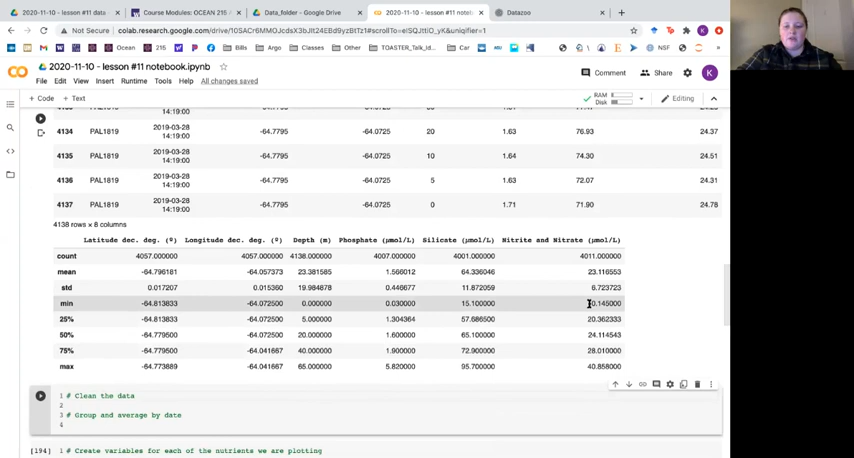 2020-11-10 - lesson #11 data
Course Modules: OCEAN 215 A
Data_folder - Google Drive
2020-11-10 - lesson #11 note
Datazoo
Not Secure
colab.research.google.com/drive/10SACr6MMOJcdsX3bJIt24EBd9yzBtTz1#scrollTo=elSQJtIO_yK&uniqifier=1
Ocean
215
Bills
Argo
Classes
Other
TOASTER_Talk_Id...
Car
NSF
2020-11-10 - lesson #11 notebook.ipynb
Comment
Share
K
File Edit View Insert Runtime Tools Help All changes saved
+ Code + Text
RAM
Disk
Editing
4134 PAL1819 2019-03-28 14:19:00 -64.7795 -64.0725 20 1.63 76.93 24.37
4135 PAL1819 2019-03-28 14:19:00 -64.7795 -64.0725 10 1.64 74.30 24.51
4136 PAL1819 2019-03-28 14:19:00 -64.7795 -64.0725 5 1.63 72.07 24.31
4137 PAL1819 2019-03-28 14:19:00 -64.7795 -64.0725 0 1.71 71.90 24.78
4138 rows × 8 columns
Latitude dec. deg. (º) Longitude dec. deg. (º) Depth (m) Phosphate (µmol/L) Silicate (µmol/L) Nitrite and Nitrate (µmol/L)
count 4057.000000 4057.000000 4138.000000 4007.000000 4001.000000 4011.000000
mean -64.796181 -64.057373 23.381585 1.566012 64.336046 23.116553
std 0.017207 0.015360 19.984878 0.446677 11.872059 6.723723
min -64.813833 -64.072500 0.000000 0.030000 15.100000 0.145000
25% -64.813833 -64.072500 5.000000 1.304364 57.686500 20.362333
50% -64.779500 -64.072500 20.000000 1.600000 65.100000 24.114543
75% -64.779500 -64.041667 40.000000 1.900000 72.900000 28.010000
max -64.773689 -64.041667 65.000000 5.820000 95.700000 40.858000
1 # Clean the data
2
3 # Group and average by date
4
[194] 1 # Create variables for each of the nutrients we are plotting